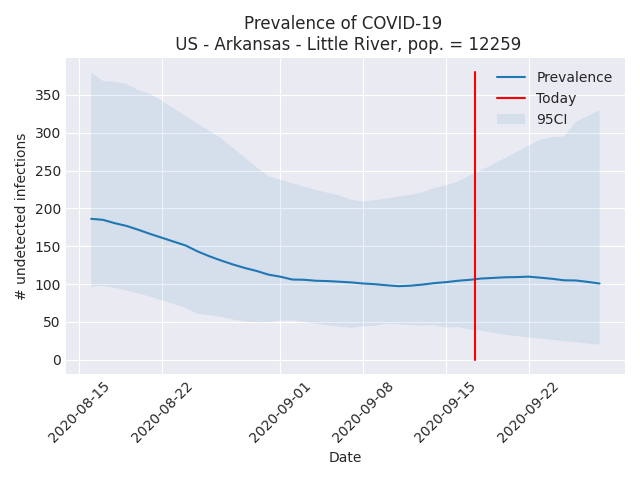 Prevalence of COVID-19
US - Arkansas - Little River, pop. = 12259
Prevalence
Today
95CI
# undetected infections
350
300
250
200
150
100
50
0
2020-08-15
2020-08-22
2020-09-01
2020-09-08
2020-09-15
2020-09-22
Date